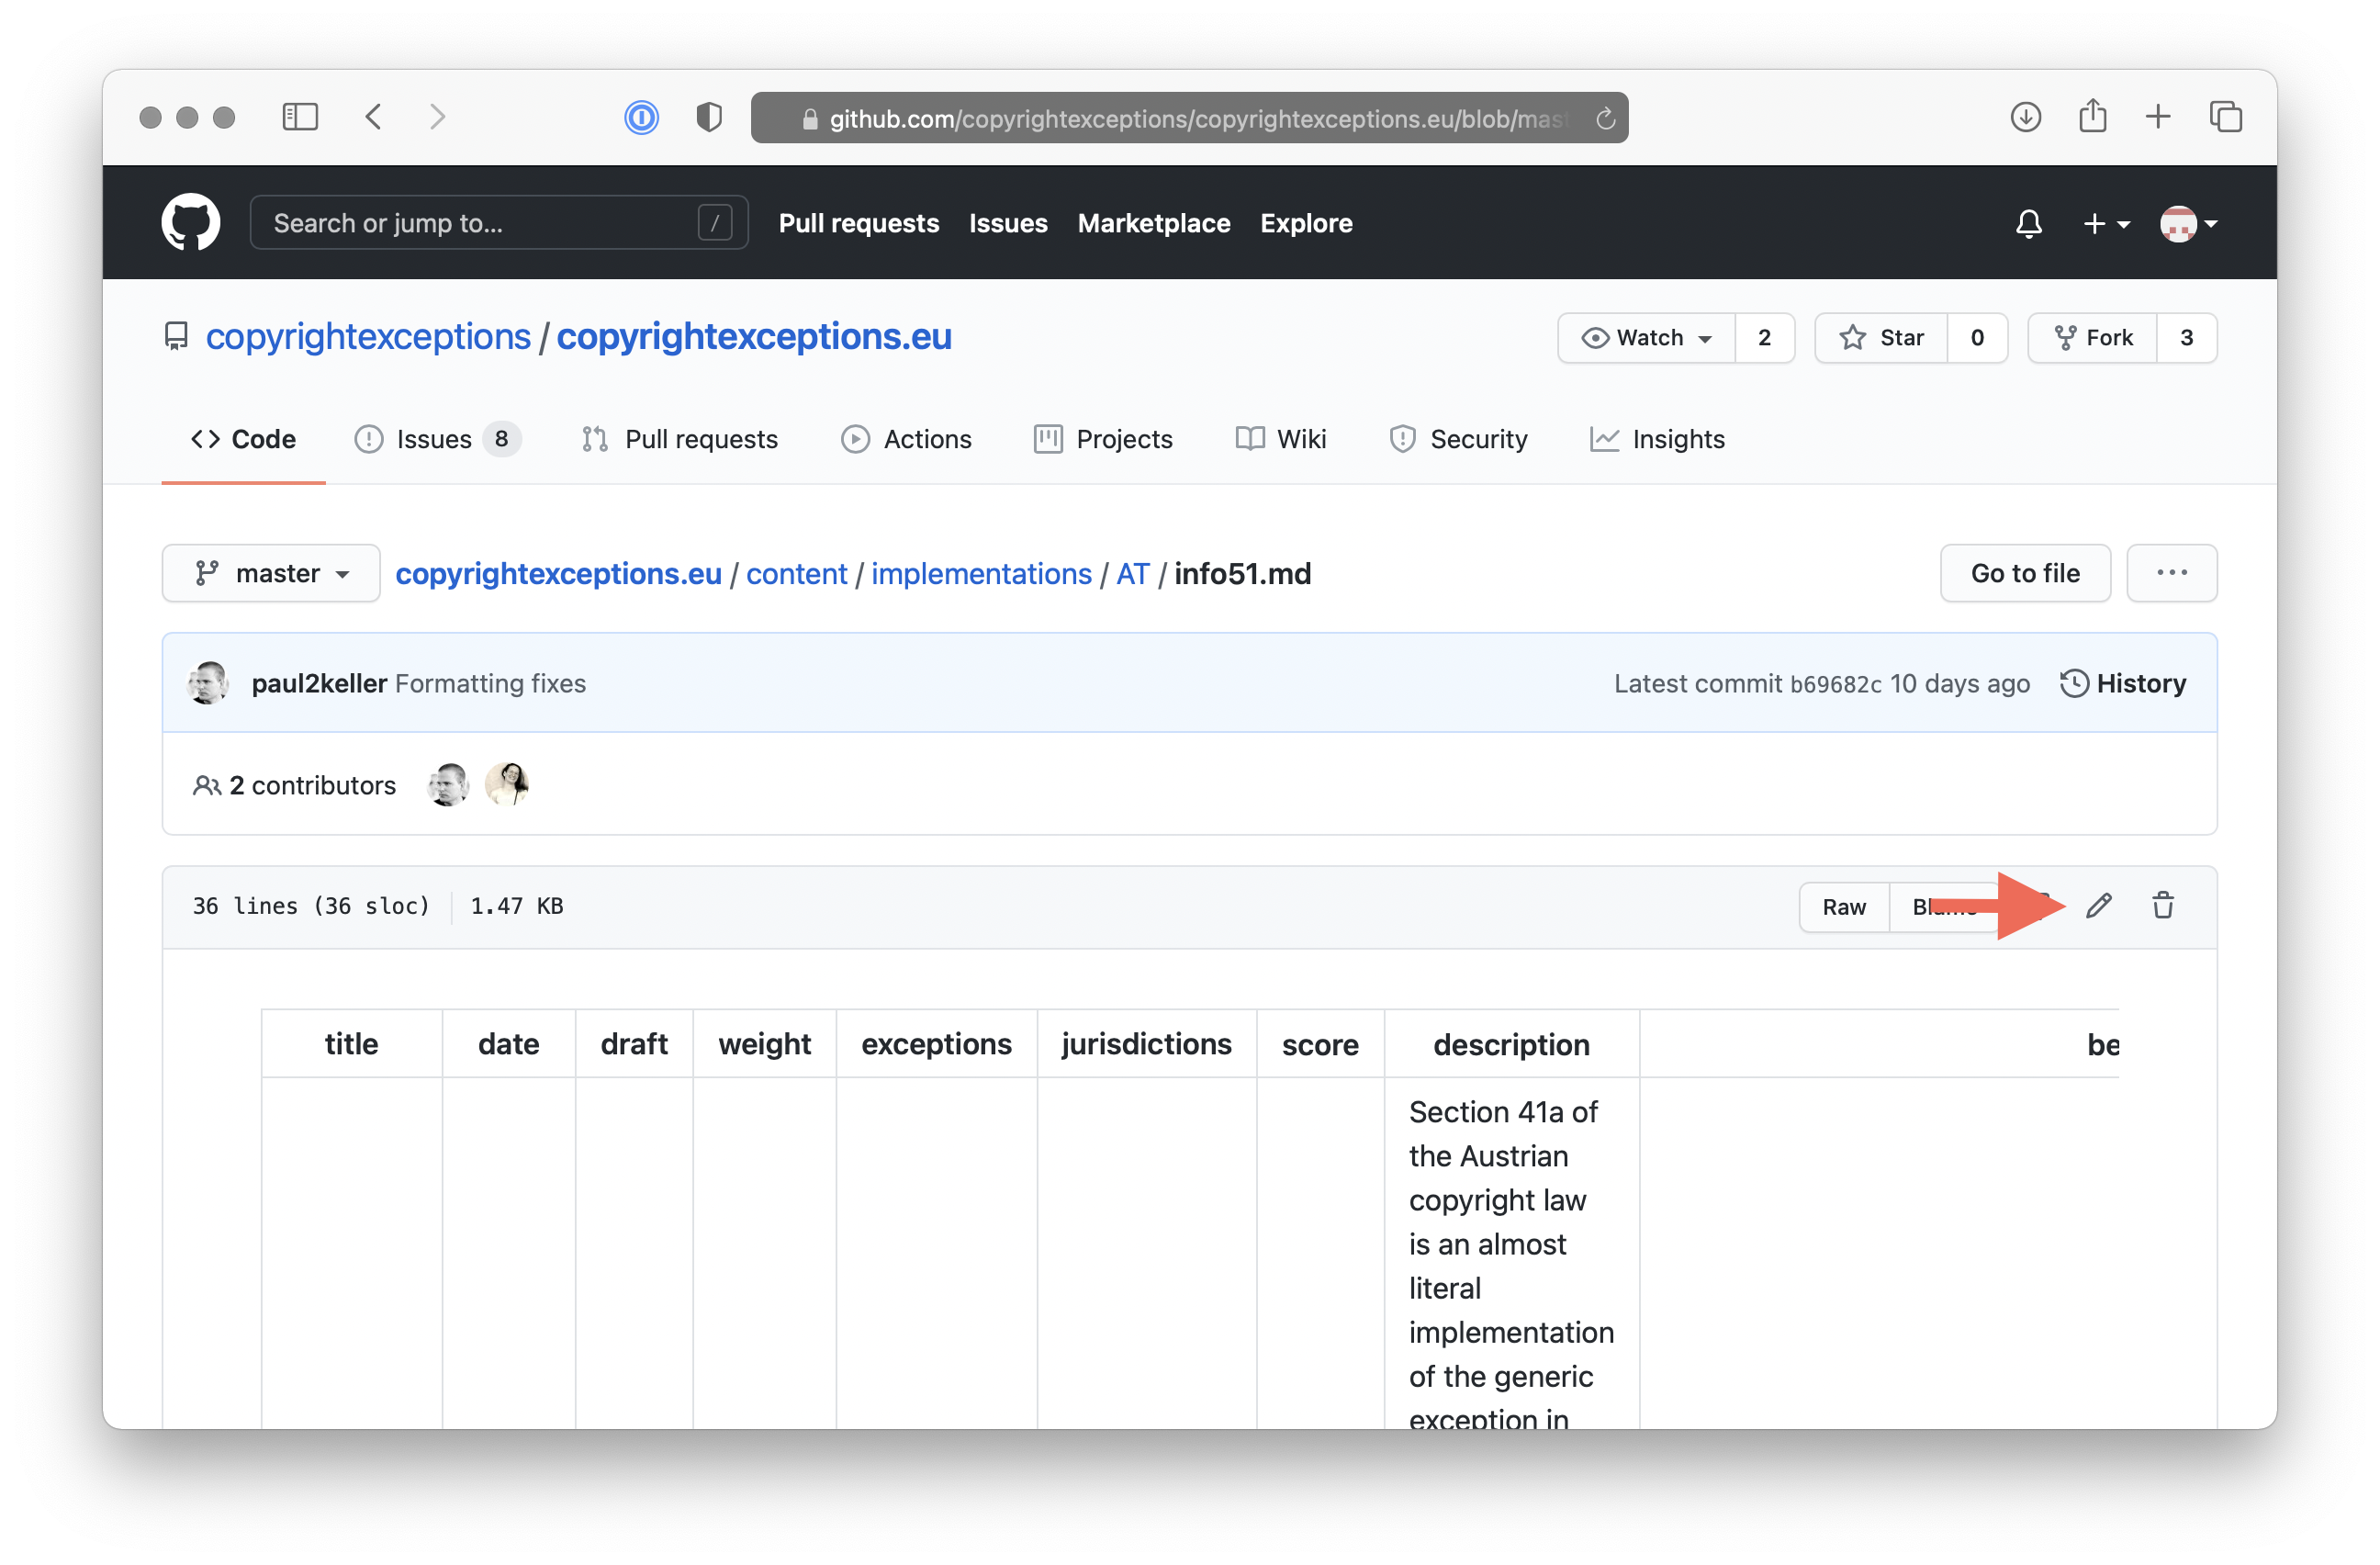 github.com/copyrightexceptions/copyrightexceptions.eu/blob/mast
Search or jump to... /
Pull requests Issues Marketplace Explore
copyrightexceptions / copyrightexceptions.eu
Watch 2 Star 0 Fork 3
Code Issues 8 Pull requests Actions Projects Wiki Security Insights
master copyrightexceptions.eu / content / implementations / AT / info51.md Go to file ...
paul2keller Formatting fixes Latest commit b69682c 10 days ago History
2 contributors
36 lines (36 sloc) 1.47 KB Raw Blame
title date draft weight exceptions jurisdictions score description be
Section 41a of
the Austrian
copyright law
is an almost
literal
implementation
of the generic
exception in